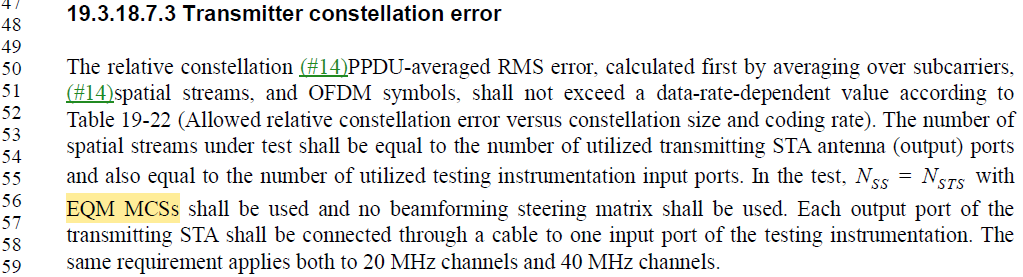 47
48 19.3.18.7.3 Transmitter constellation error
49
50 The relative constellation (#14)PPDU-averaged RMS error, calculated first by averaging over subcarriers,
51 (#14)spatial streams, and OFDM symbols, shall not exceed a data-rate-dependent value according to
52 Table 19-22 (Allowed relative constellation error versus constellation size and coding rate). The number of
53
54 spatial streams under test shall be equal to the number of utilized transmitting STA antenna (output) ports
55 and also equal to the number of utilized testing instrumentation input ports. In the test, N_SS = N_STS with
56
57 EQM MCSs shall be used and no beamforming steering matrix shall be used. Each output port of the
58 transmitting STA shall be connected through a cable to one input port of the testing instrumentation. The
59 same requirement applies both to 20 MHz channels and 40 MHz channels.